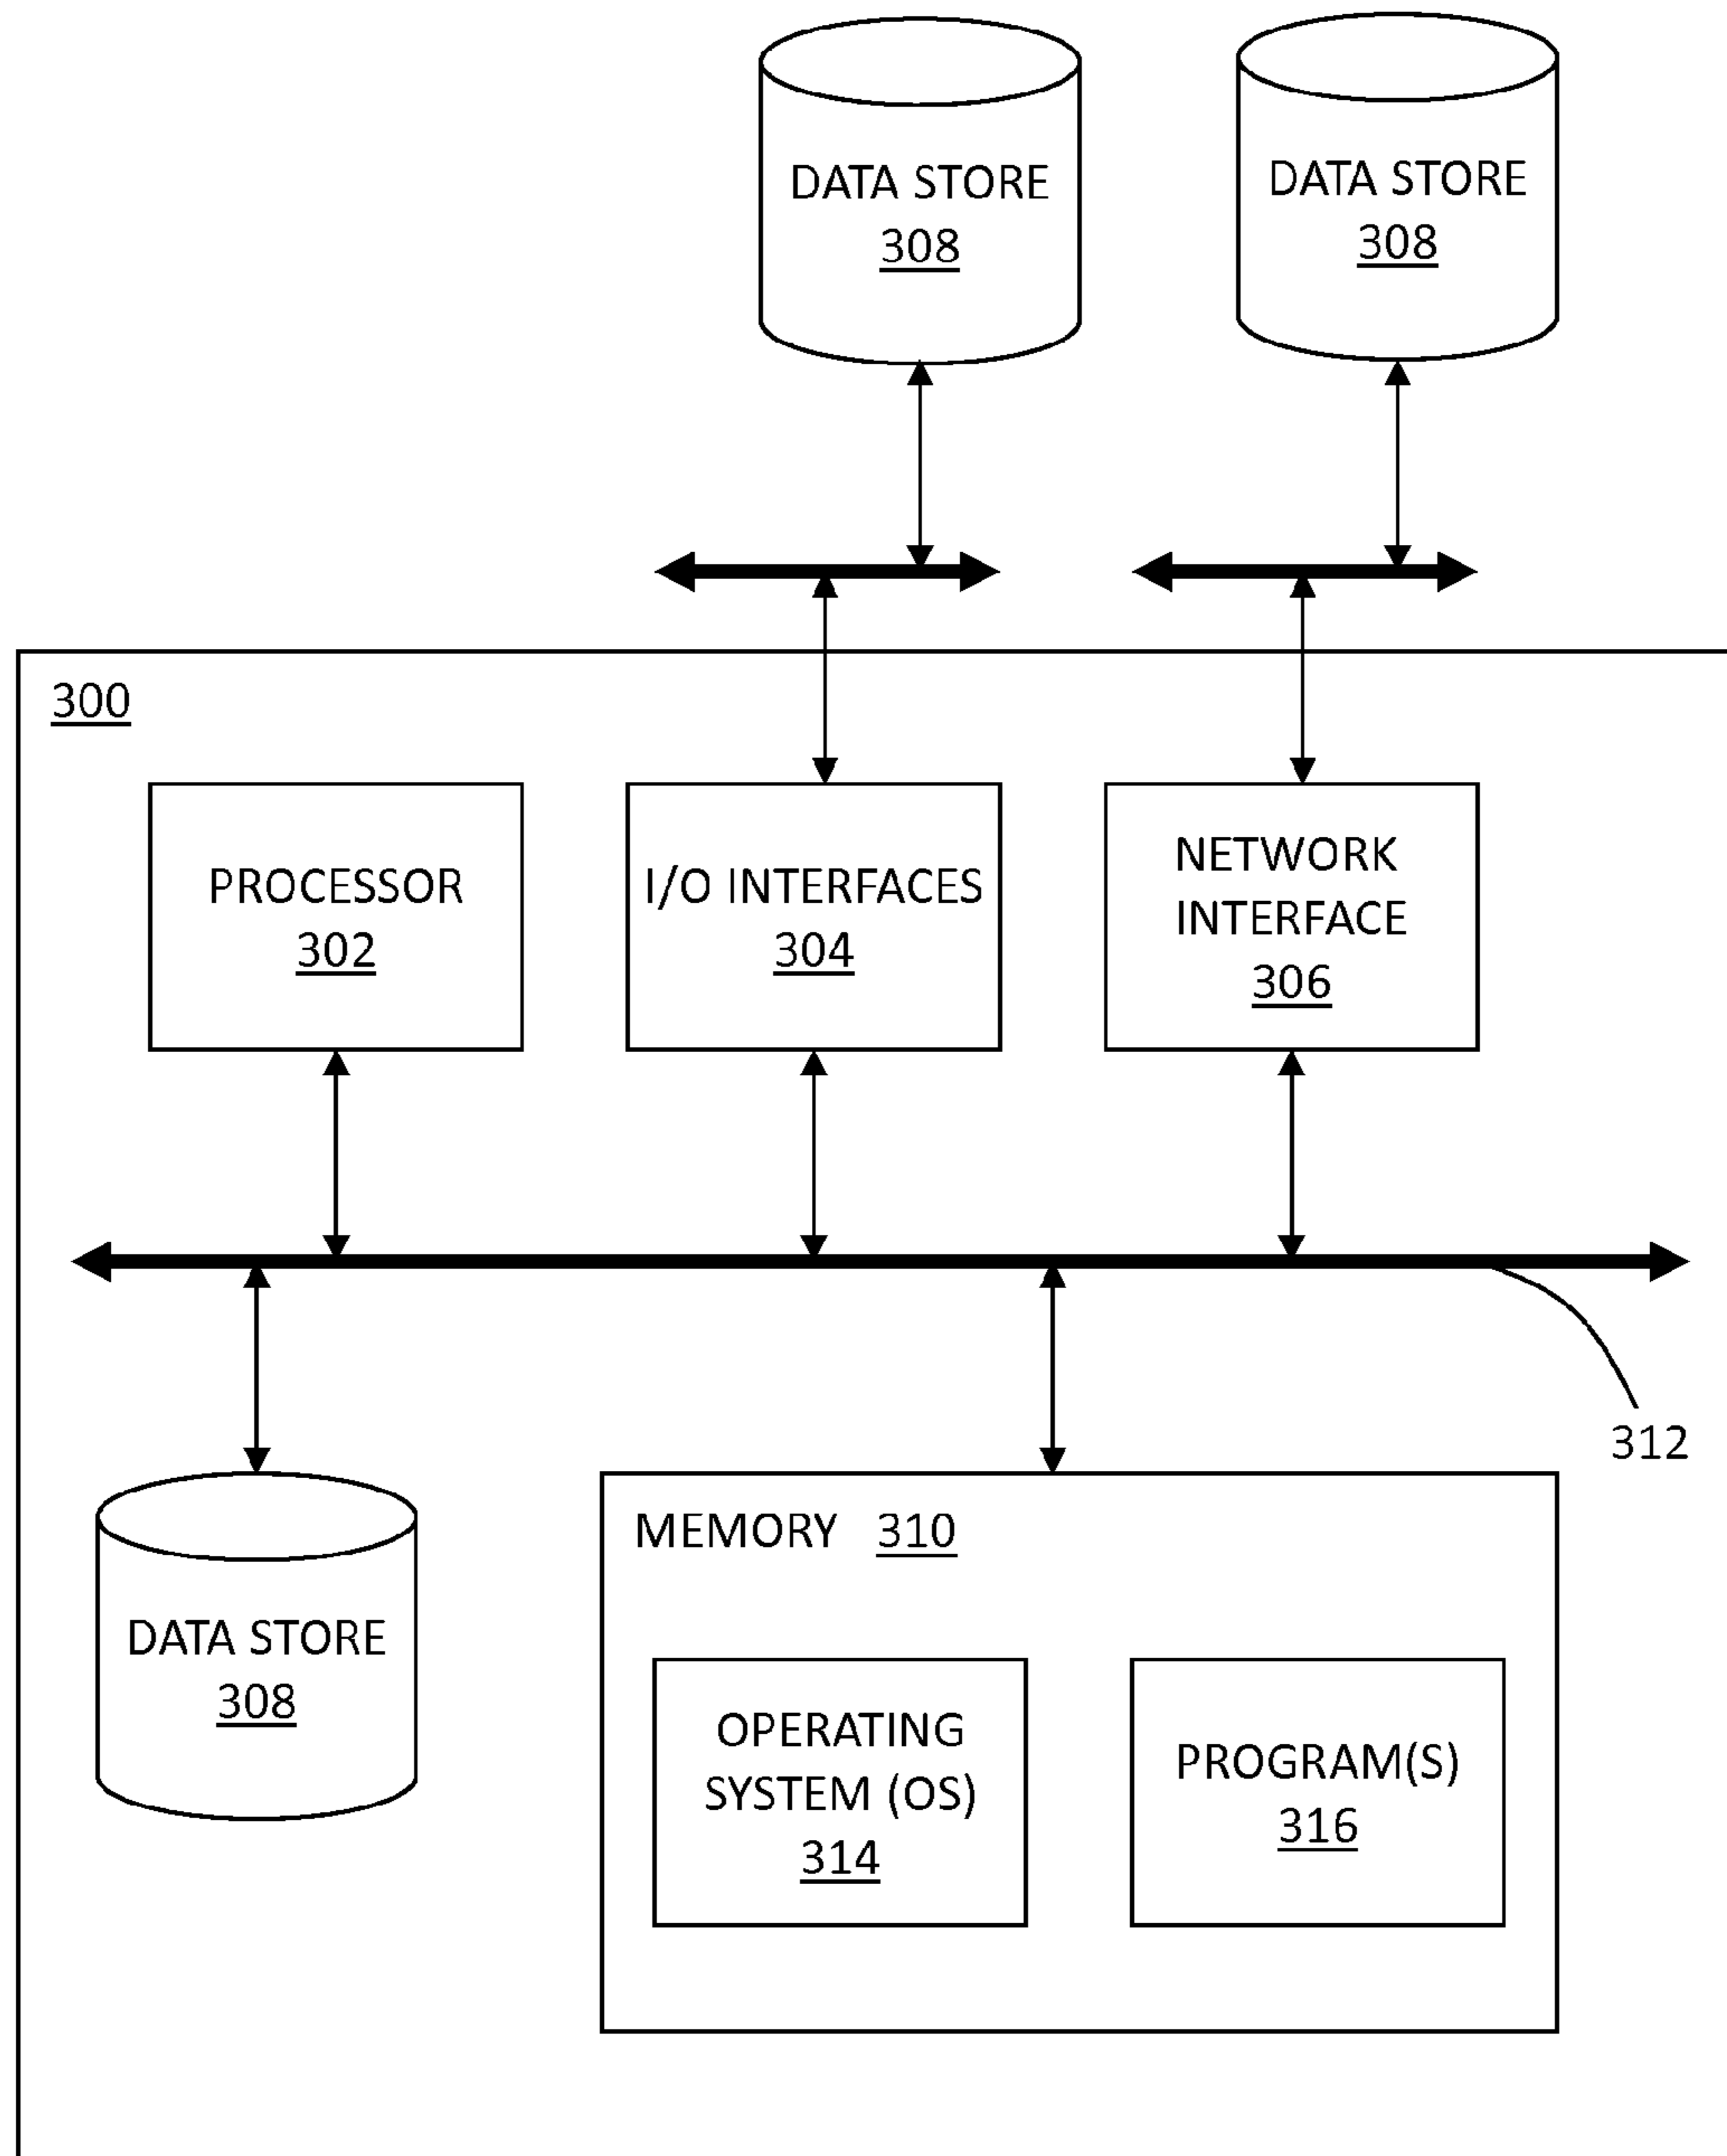 DATA STORE
308
DATA STORE
308
300
PROCESSOR
302
I/O INTERFACES
304
NETWORK
INTERFACE
306
312
DATA STORE
308
MEMORY 310
OPERATING
SYSTEM (OS)
314
PROGRAM(S)
316